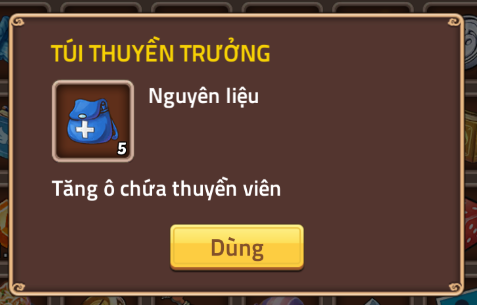 TÚI THUYỀN TRƯỞNG
Nguyên liệu
5
Tăng ô chứa thuyền viên
Dùng